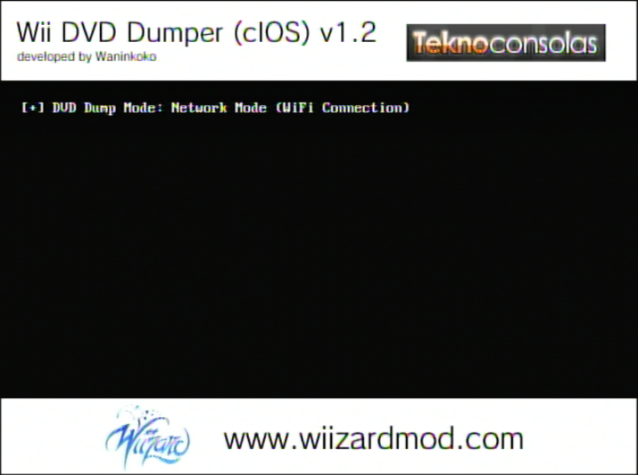 Wii DVD Dumper (cIOS) v1.2
developed by Waninkoko
Teknoconsolas
[+] DVD Dump Mode: Network Mode (WiFi Connection)
Wiizard
www.wiizardmod.com